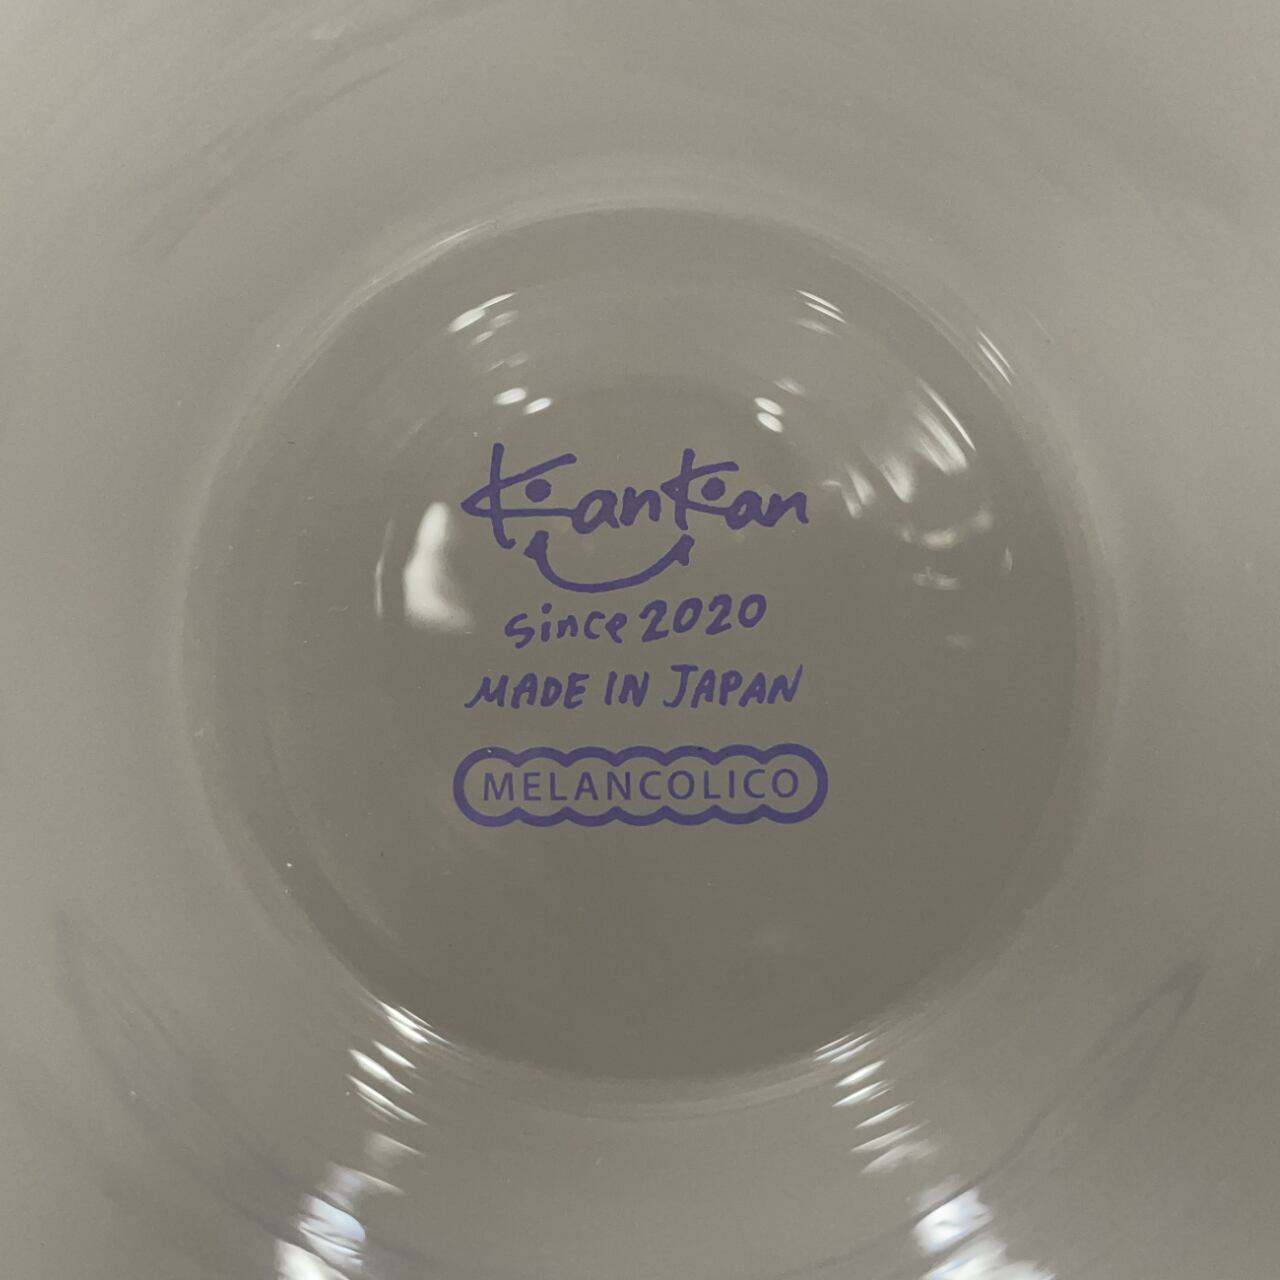 KanKan
since 2020
MADE IN JAPAN
MELANCOLICO